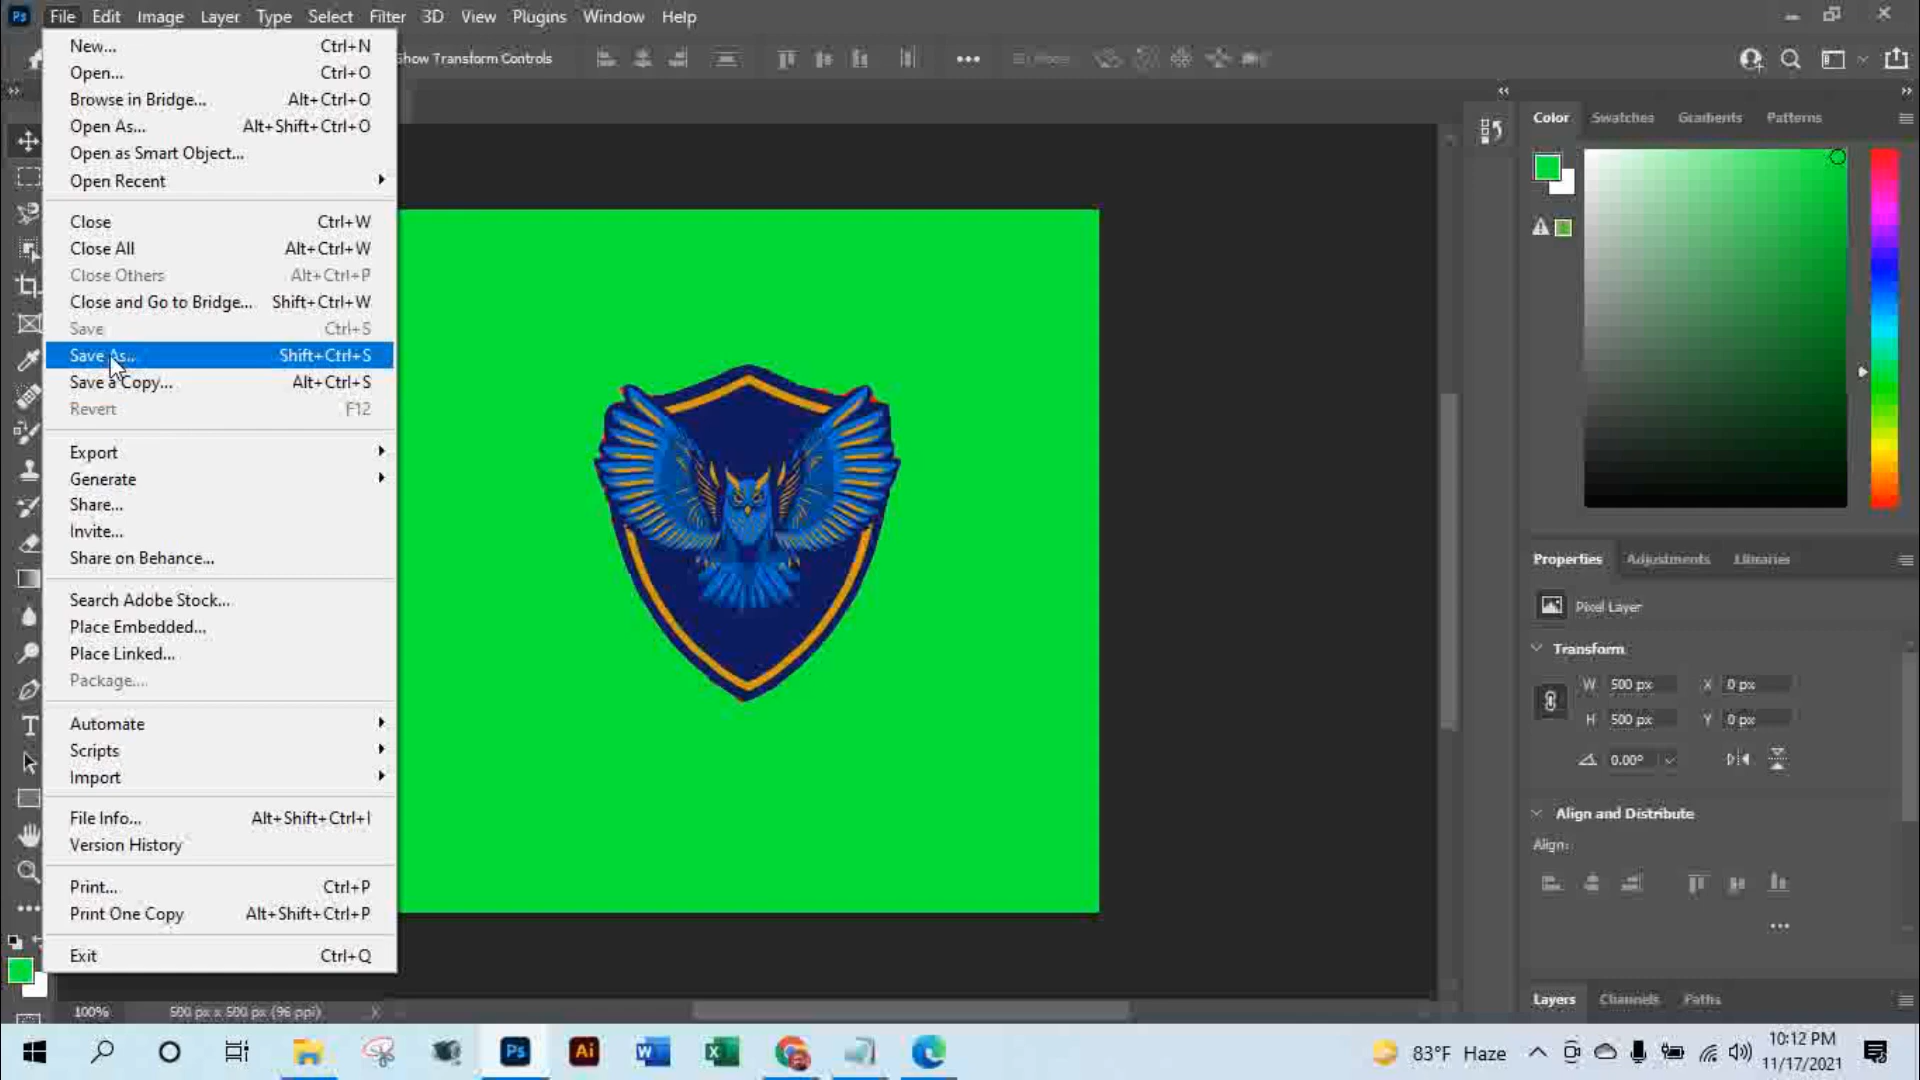 Ps File Edit Image Layer Type Select Filter 3D View Plugins Window Help
Show Transform Controls
New... Ctrl+N
Open... Ctrl+O
Browse in Bridge... Alt+Ctrl+O
Open As... Alt+Shift+Ctrl+O
Open as Smart Object...
Open Recent
Close Ctrl+W
Close All Alt+Ctrl+W
Close Others Alt+Ctrl+P
Close and Go to Bridge... Shift+Ctrl+W
Save Ctrl+S
Save As... Shift+Ctrl+S
Save a Copy... Alt+Ctrl+S
Revert F12
Export
Generate
Share...
Invite...
Share on Behance...
Search Adobe Stock...
Place Embedded...
Place Linked...
Package...
Automate
Scripts
Import
File Info... Alt+Shift+Ctrl+I
Version History
Print... Ctrl+P
Print One Copy Alt+Shift+Ctrl+P
Exit Ctrl+Q
Color Swatches Gradients Patterns
Properties Adjustments Libraries
Pixel Layer
Transform
W 500 px X 0 px
H 500 px Y 0 px
0.00°
Align and Distribute
Align:
Layers Channels Paths
100% 500 px x 500 px (96 ppi)
Ps Ai W X
83°F Haze
10:12 PM
11/17/2021